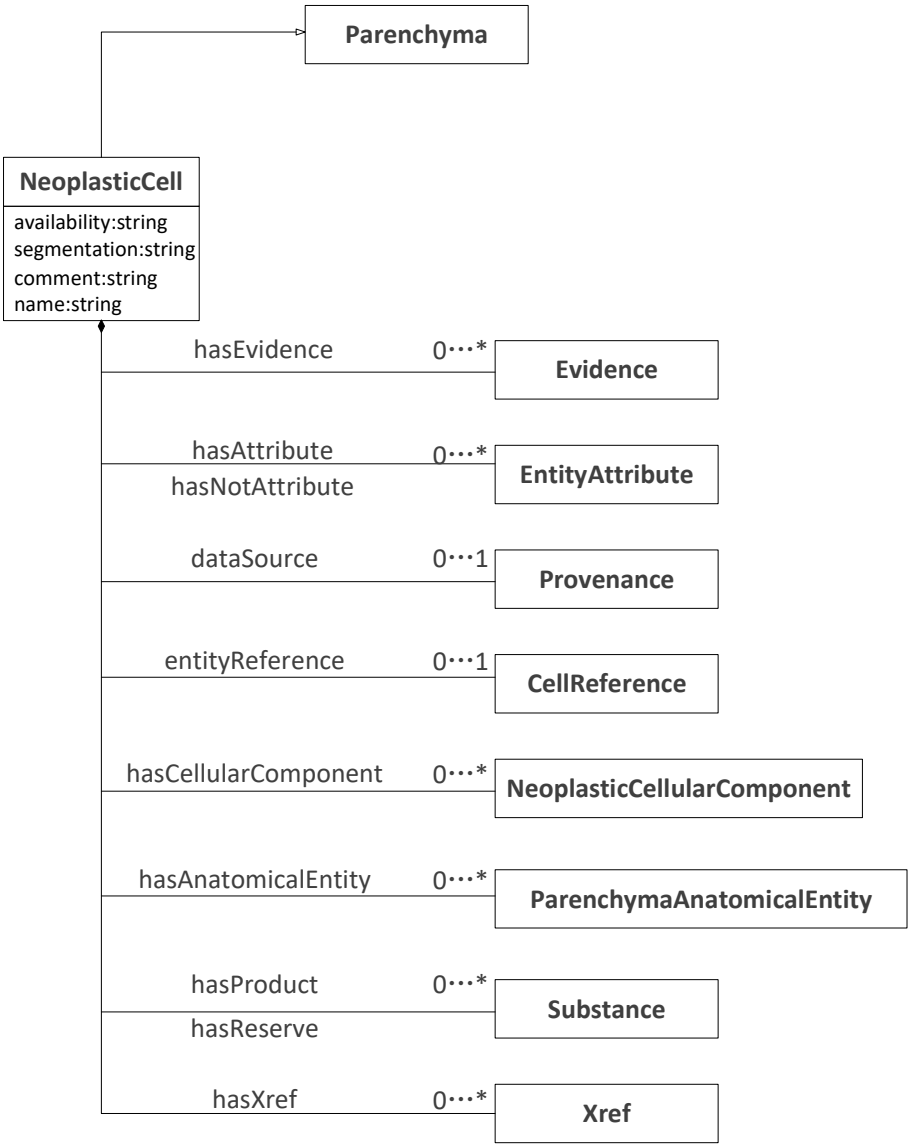 Parenchyma
NeoplasticCell
availability:string
segmentation:string
comment:string
name:string
hasEvidence 0···*
Evidence
hasAttribute 0···*
EntityAttribute
hasNotAttribute
dataSource 0···1
Provenance
entityReference 0···1
CellReference
hasCellularComponent 0···*
NeoplasticCellularComponent
hasAnatomicalEntity 0···*
ParenchymaAnatomicalEntity
hasProduct 0···*
Substance
hasReserve
hasXref 0···*
Xref